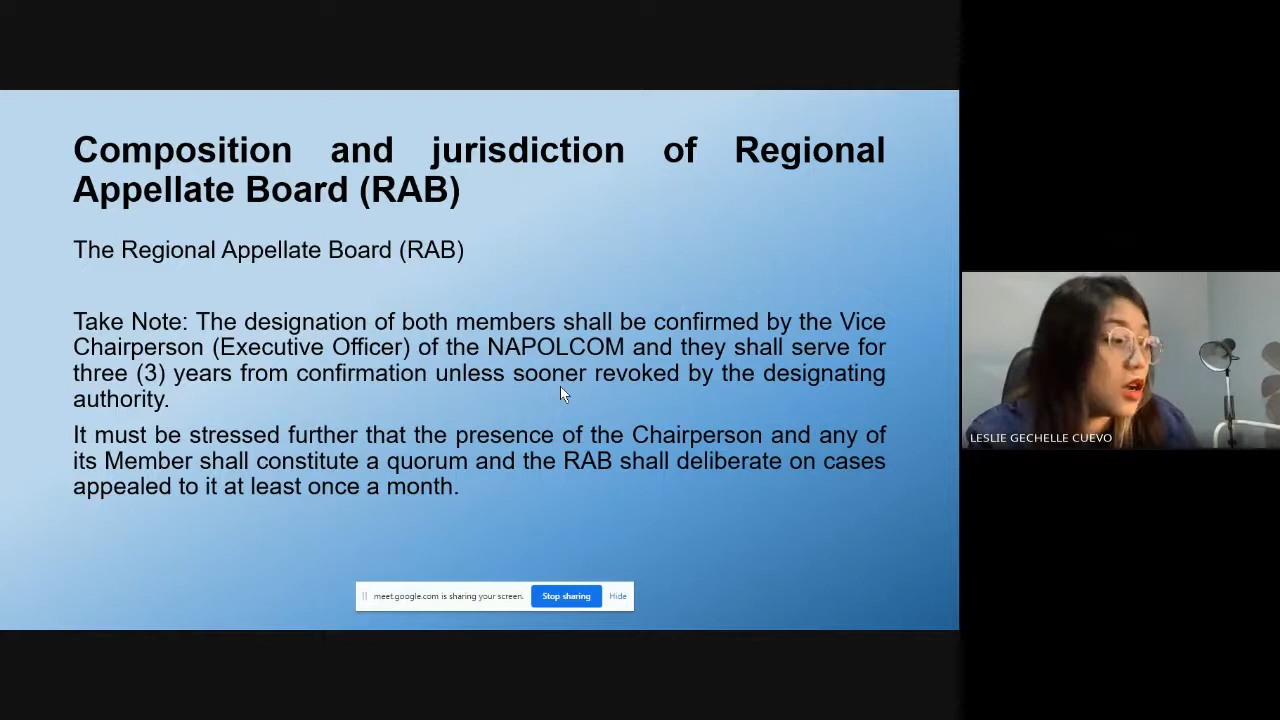 Composition and jurisdiction of Regional
Appellate Board (RAB)
The Regional Appellate Board (RAB)
Take Note: The designation of both members shall be confirmed by the Vice
Chairperson (Executive Officer) of the NAPOLCOM and they shall serve for
three (3) years from confirmation unless sooner revoked by the designating
authority.
It must be stressed further that the presence of the Chairperson and any of
its Member shall constitute a quorum and the RAB shall deliberate on cases
appealed to it at least once a month.
meet.google.com is sharing your screen.
Stop sharing
Hide
LESLIE GECHELLE CUEVO